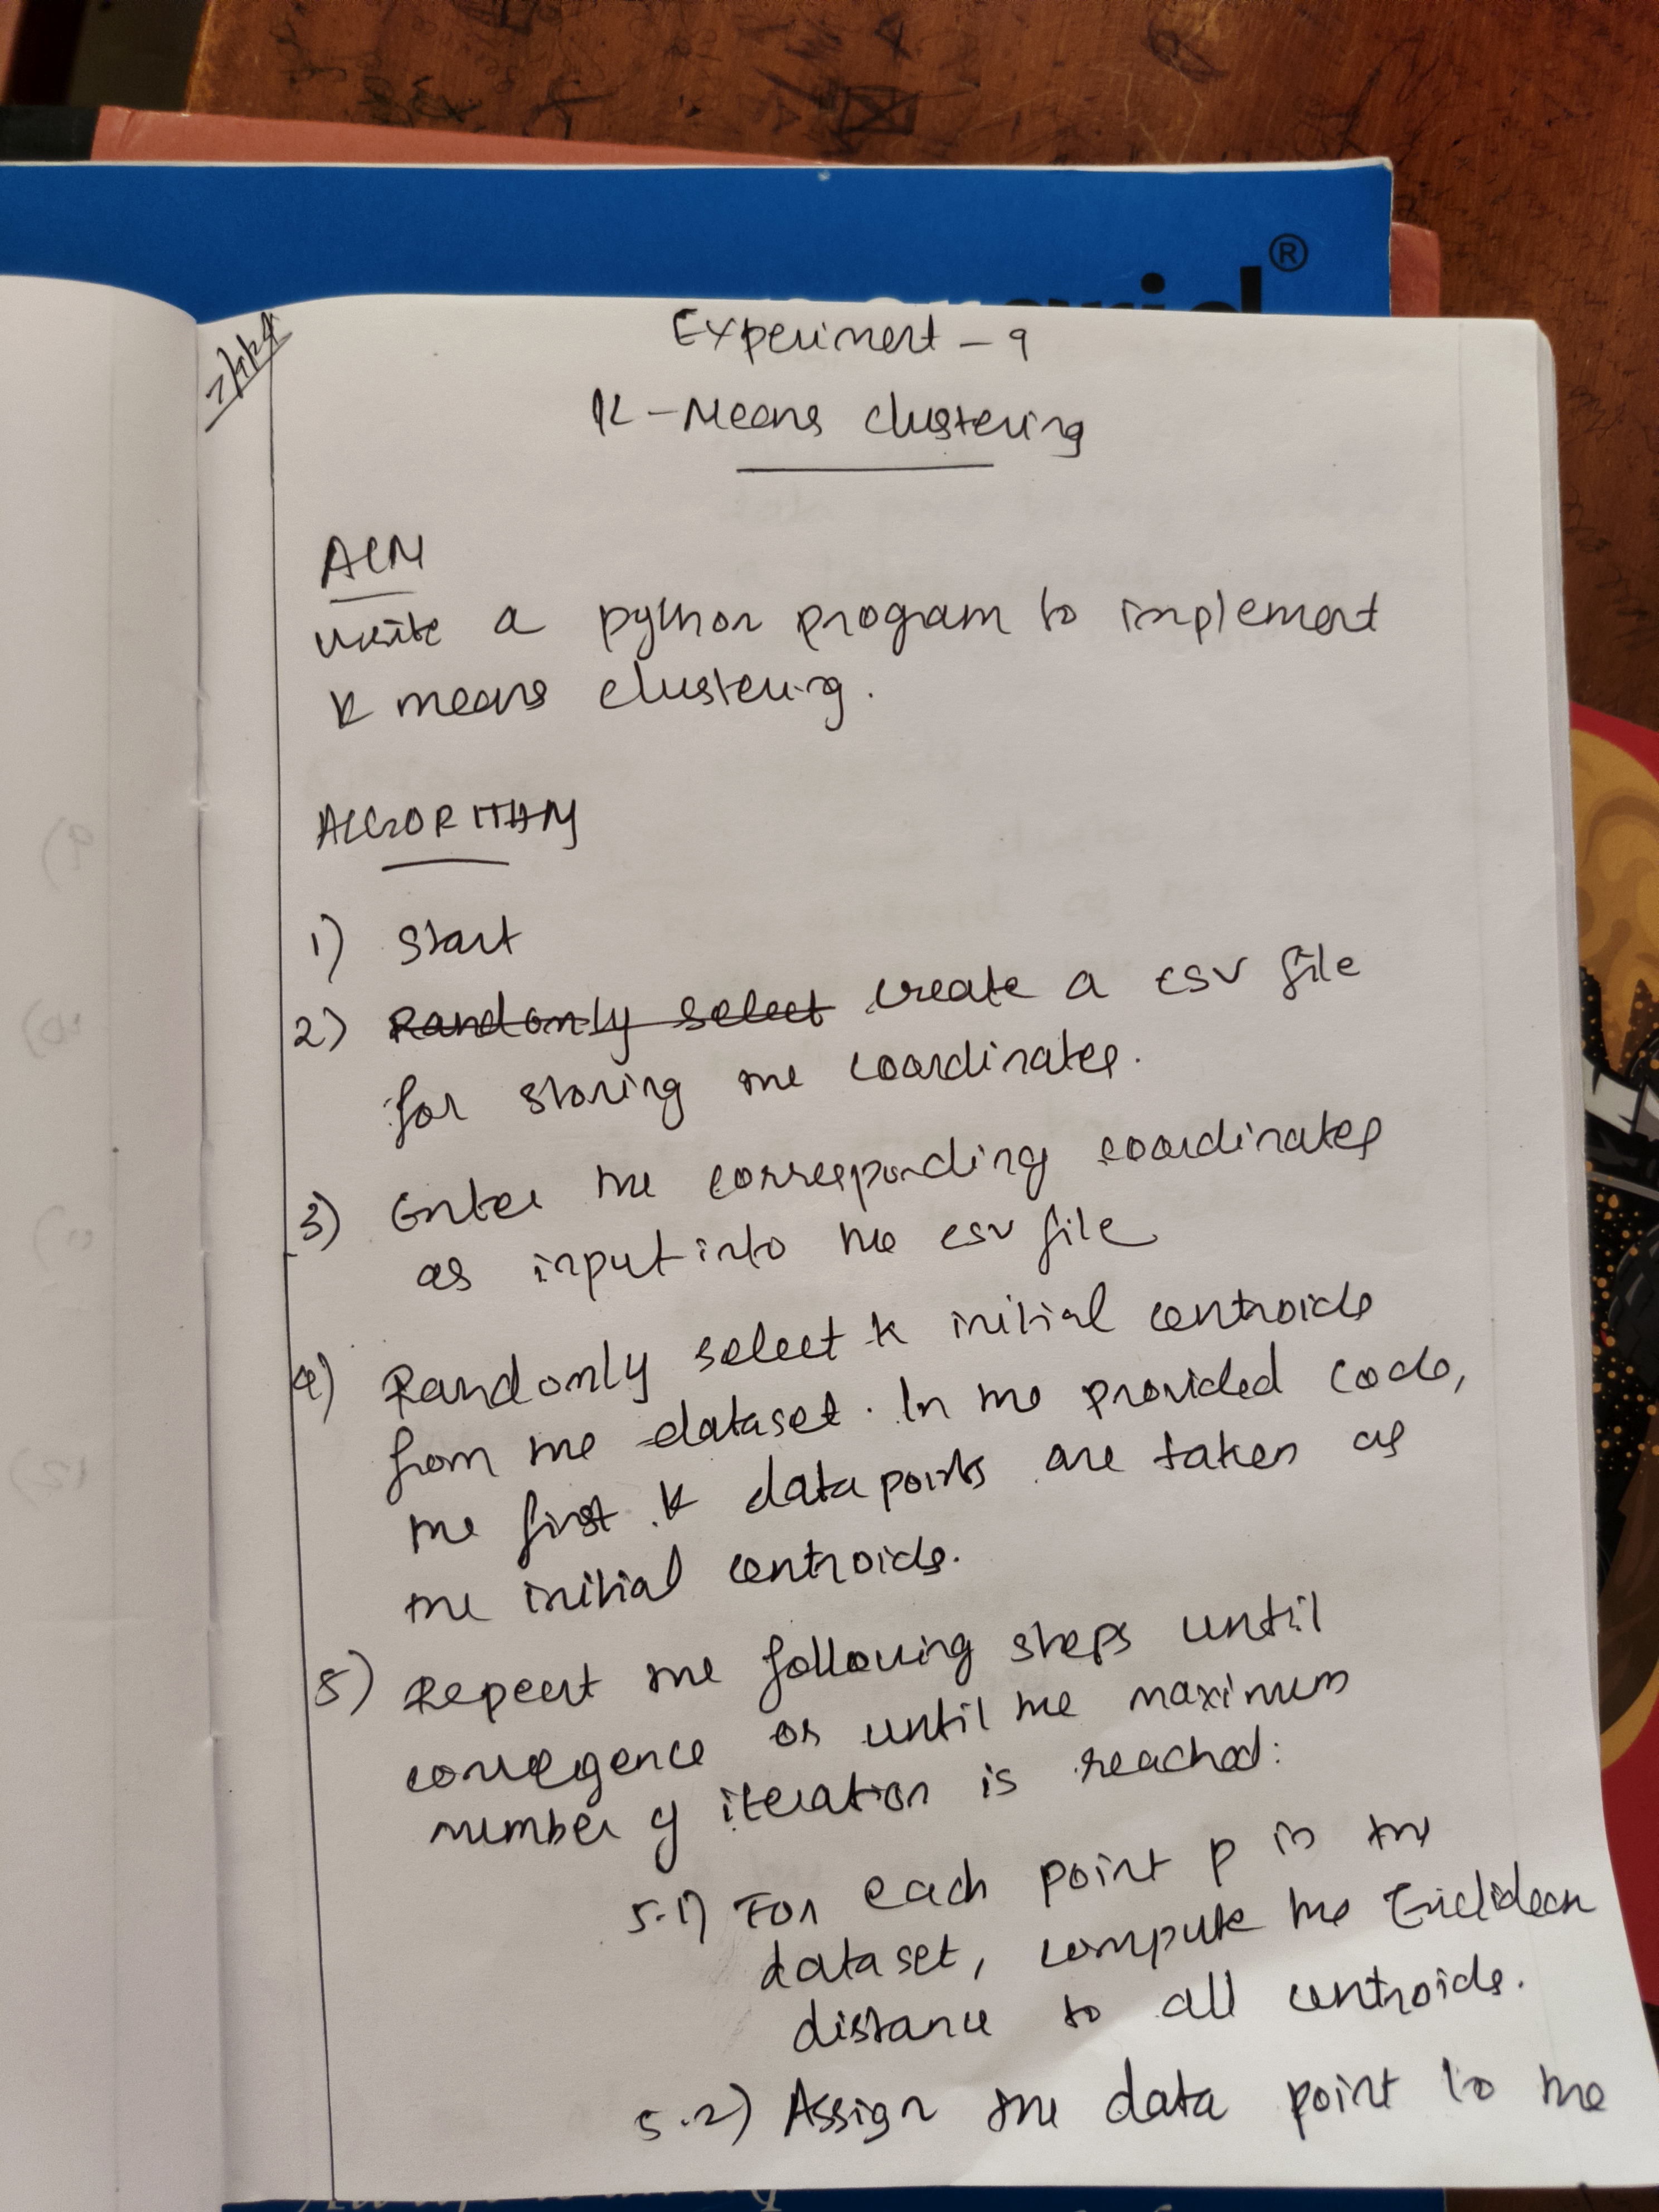 Experiment - 9
K-Means clustering
AIM
write a python program to implement
k means clustering.
ALGORITHM
1) Start
2) Randomly select create a csv file
for storing the coordinates.
3) Enter the corresponding coordinates
as input into the csv file
4) Randomly select k initial centroids
from the dataset. In the provided code,
the first k data points are taken as
the initial centroids.
5) Repeat the following steps until
convergence or until the maximum
number of iteration is reached:
5.1) For each point p in the
dataset, compute the Euclidean
distance to all centroids.
5.2) Assign the data point to the
®
9)
10)
12)